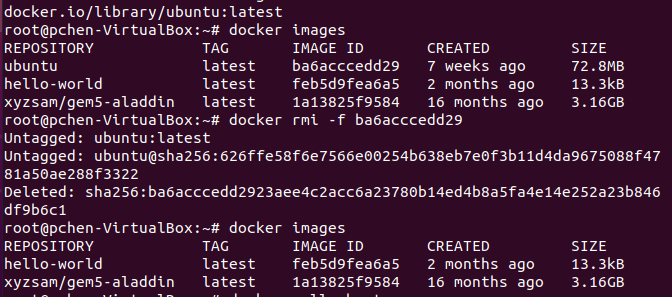 docker.io/library/ubuntu:latest
root@pchen-VirtualBox:~# docker images
REPOSITORY TAG IMAGE ID CREATED SIZE
ubuntu latest ba6acccedd29 7 weeks ago 72.8MB
hello-world latest feb5d9fea6a5 2 months ago 13.3kB
xyzsam/gem5-aladdin latest 1a13825f9584 16 months ago 3.16GB
root@pchen-VirtualBox:~# docker rmi -f ba6acccedd29
Untagged: ubuntu:latest
Untagged: ubuntu@sha256:626ffe58f6e7566e00254b638eb7e0f3b11d4da9675088f47
81a50ae288f3322
Deleted: sha256:ba6acccedd2923aee4c2acc6a23780b14ed4b8a5fa4e14e252a23b846
df9b6c1
root@pchen-VirtualBox:~# docker images
REPOSITORY TAG IMAGE ID CREATED SIZE
hello-world latest feb5d9fea6a5 2 months ago 13.3kB
xyzsam/gem5-aladdin latest 1a13825f9584 16 months ago 3.16GB